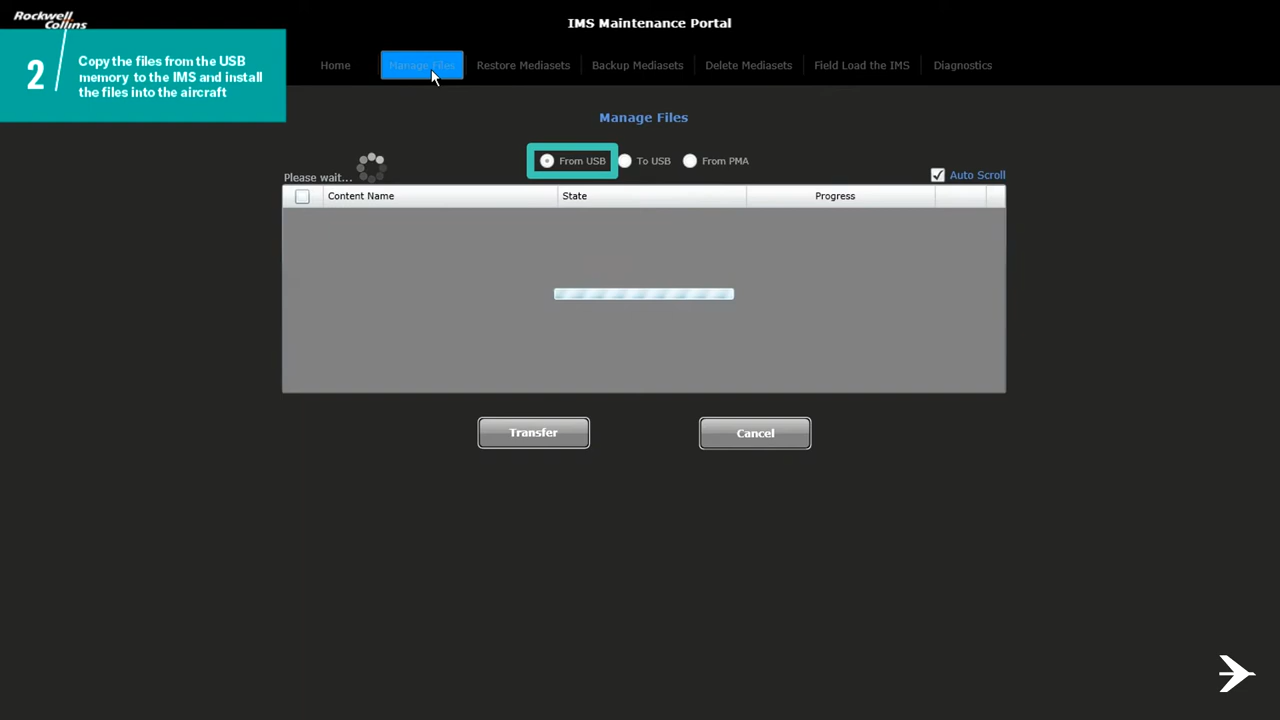 Rockwell
Collins
IMS Maintenance Portal
2
Copy the files from the USB
memory to the IMS and install
the files into the aircraft
Home
Manage Files
Restore Mediasets
Backup Mediasets
Delete Mediasets
Field Load the IMS
Diagnostics
Manage Files
From USB
To USB
From PMA
Please wait...
Auto Scroll
Content Name
State
Progress
Transfer
Cancel